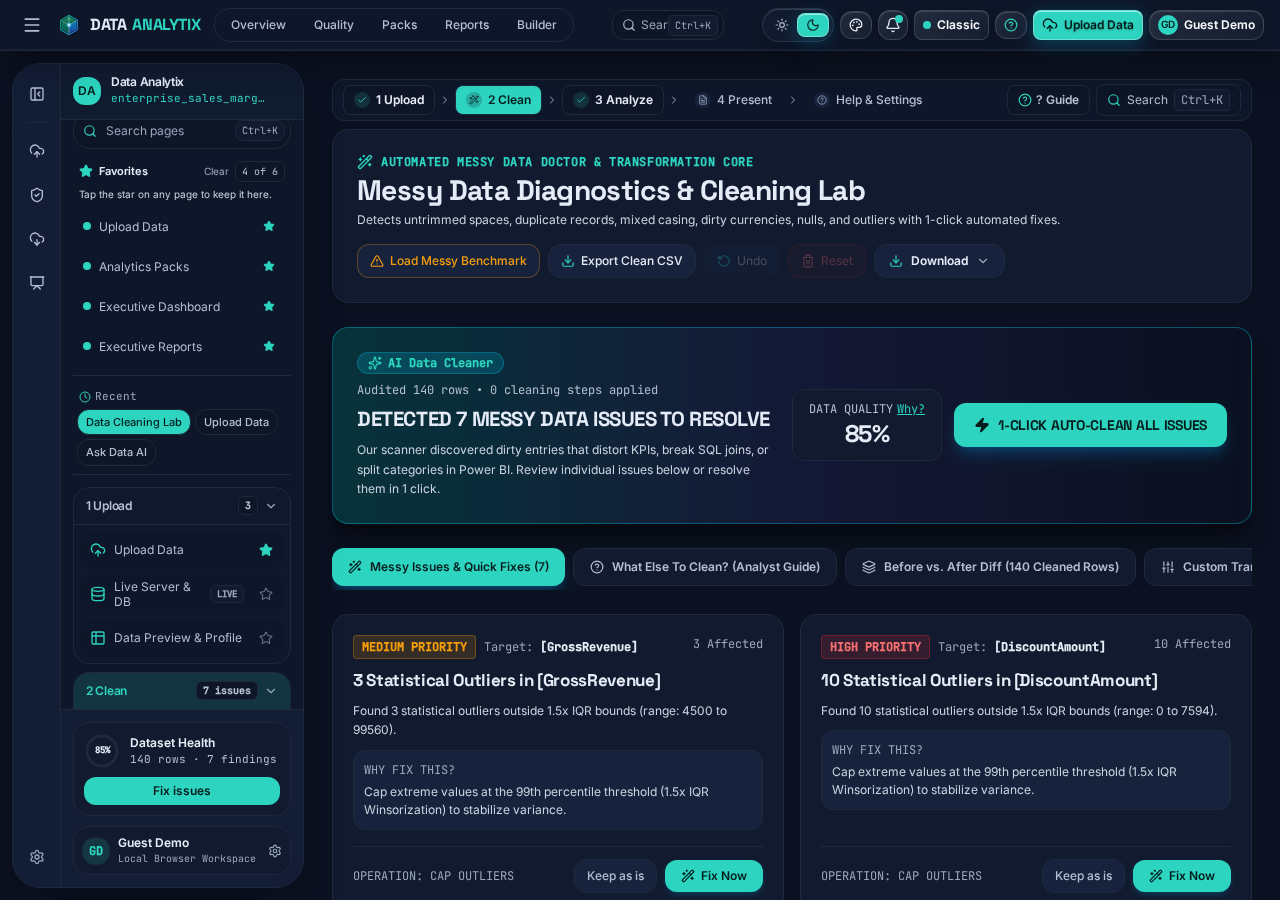 DATA ANALYTIX
Overview
Quality
Packs
Reports
Builder
Sear Ctrl+K
Classic
Upload Data
GD Guest Demo
DA
Data Analytix
enterprise_sales_marg…
Search pages Ctrl+K
Favorites Clear 4 of 6
Tap the star on any page to keep it here.
Upload Data
Analytics Packs
Executive Dashboard
Executive Reports
Recent
Data Cleaning Lab Upload Data
Ask Data AI
1 Upload 3
Upload Data
Live Server & DB LIVE
Data Preview & Profile
2 Clean 7 issues
85%
Dataset Health
140 rows · 7 findings
Fix issues
GD
Guest Demo
Local Browser Workspace
1 Upload
2 Clean
3 Analyze
4 Present
Help & Settings
? Guide
Search Ctrl+K
AUTOMATED MESSY DATA DOCTOR & TRANSFORMATION CORE
Messy Data Diagnostics & Cleaning Lab
Detects untrimmed spaces, duplicate records, mixed casing, dirty currencies, nulls, and outliers with 1-click automated fixes.
Load Messy Benchmark
Export Clean CSV
Undo
Reset
Download
AI Data Cleaner
Audited 140 rows • 0 cleaning steps applied
DETECTED 7 MESSY DATA ISSUES TO RESOLVE
Our scanner discovered dirty entries that distort KPIs, break SQL joins, or
split categories in Power BI. Review individual issues below or resolve
them in 1 click.
DATA QUALITY Why?
85%
1-CLICK AUTO-CLEAN ALL ISSUES
Messy Issues & Quick Fixes (7)
What Else To Clean? (Analyst Guide)
Before vs. After Diff (140 Cleaned Rows)
Custom Tran
MEDIUM PRIORITY Target: [GrossRevenue] 3 Affected
3 Statistical Outliers in [GrossRevenue]
Found 3 statistical outliers outside 1.5x IQR bounds (range: 4500 to
99560).
WHY FIX THIS?
Cap extreme values at the 99th percentile threshold (1.5x IQR
Winsorization) to stabilize variance.
OPERATION: CAP OUTLIERS Keep as is Fix Now
HIGH PRIORITY Target: [DiscountAmount] 10 Affected
10 Statistical Outliers in [DiscountAmount]
Found 10 statistical outliers outside 1.5x IQR bounds (range: 0 to 7594).
WHY FIX THIS?
Cap extreme values at the 99th percentile threshold (1.5x IQR
Winsorization) to stabilize variance.
OPERATION: CAP OUTLIERS Keep as is Fix Now